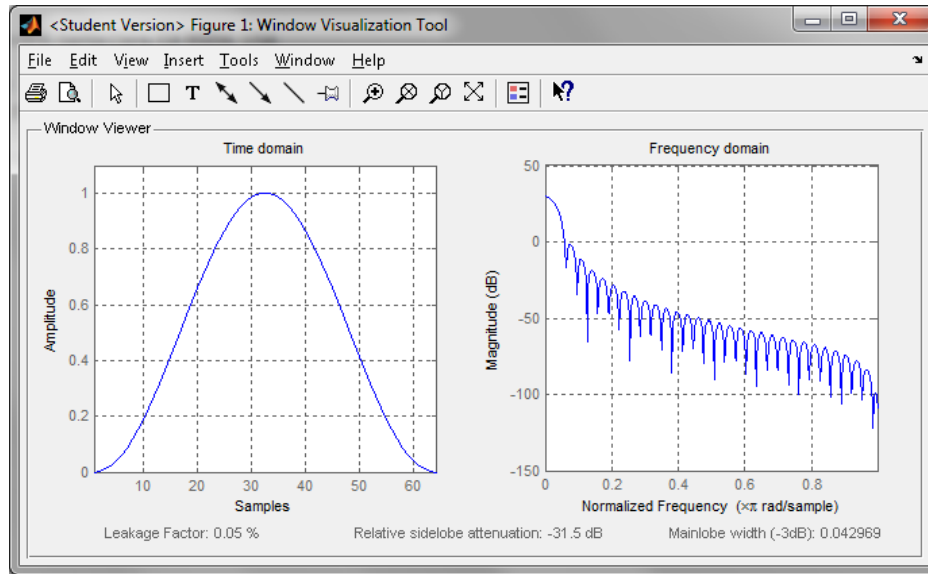 <Student Version> Figure 1: Window Visualization Tool
File Edit View Insert Tools Window Help
Window Viewer
Time domain
Amplitude
1
0.8
0.6
0.4
0.2
0
10 20 30 40 50 60
Samples
Frequency domain
Magnitude (dB)
50
0
-50
-100
-150
0 0.2 0.4 0.6 0.8
Normalized Frequency (×π rad/sample)
Leakage Factor: 0.05 %
Relative sidelobe attenuation: -31.5 dB
Mainlobe width (-3dB): 0.042969